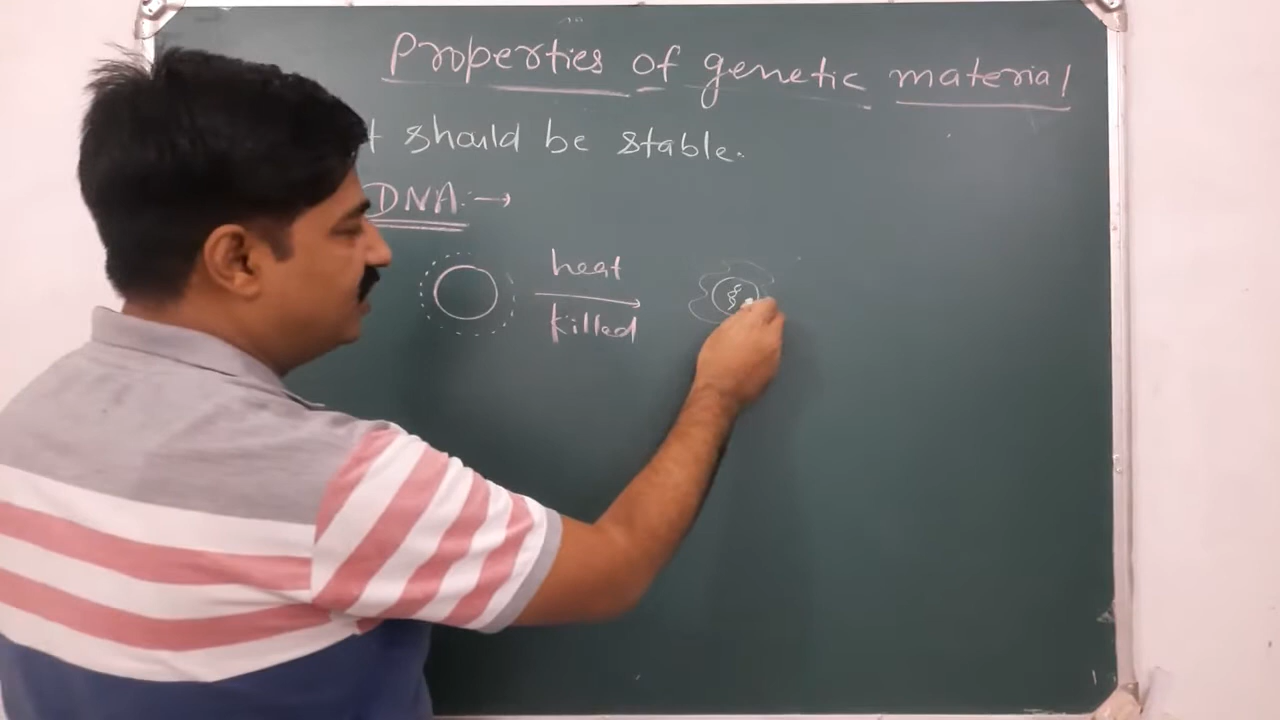 Properties of genetic material
t should be stable.
DNA:→
heat
killed